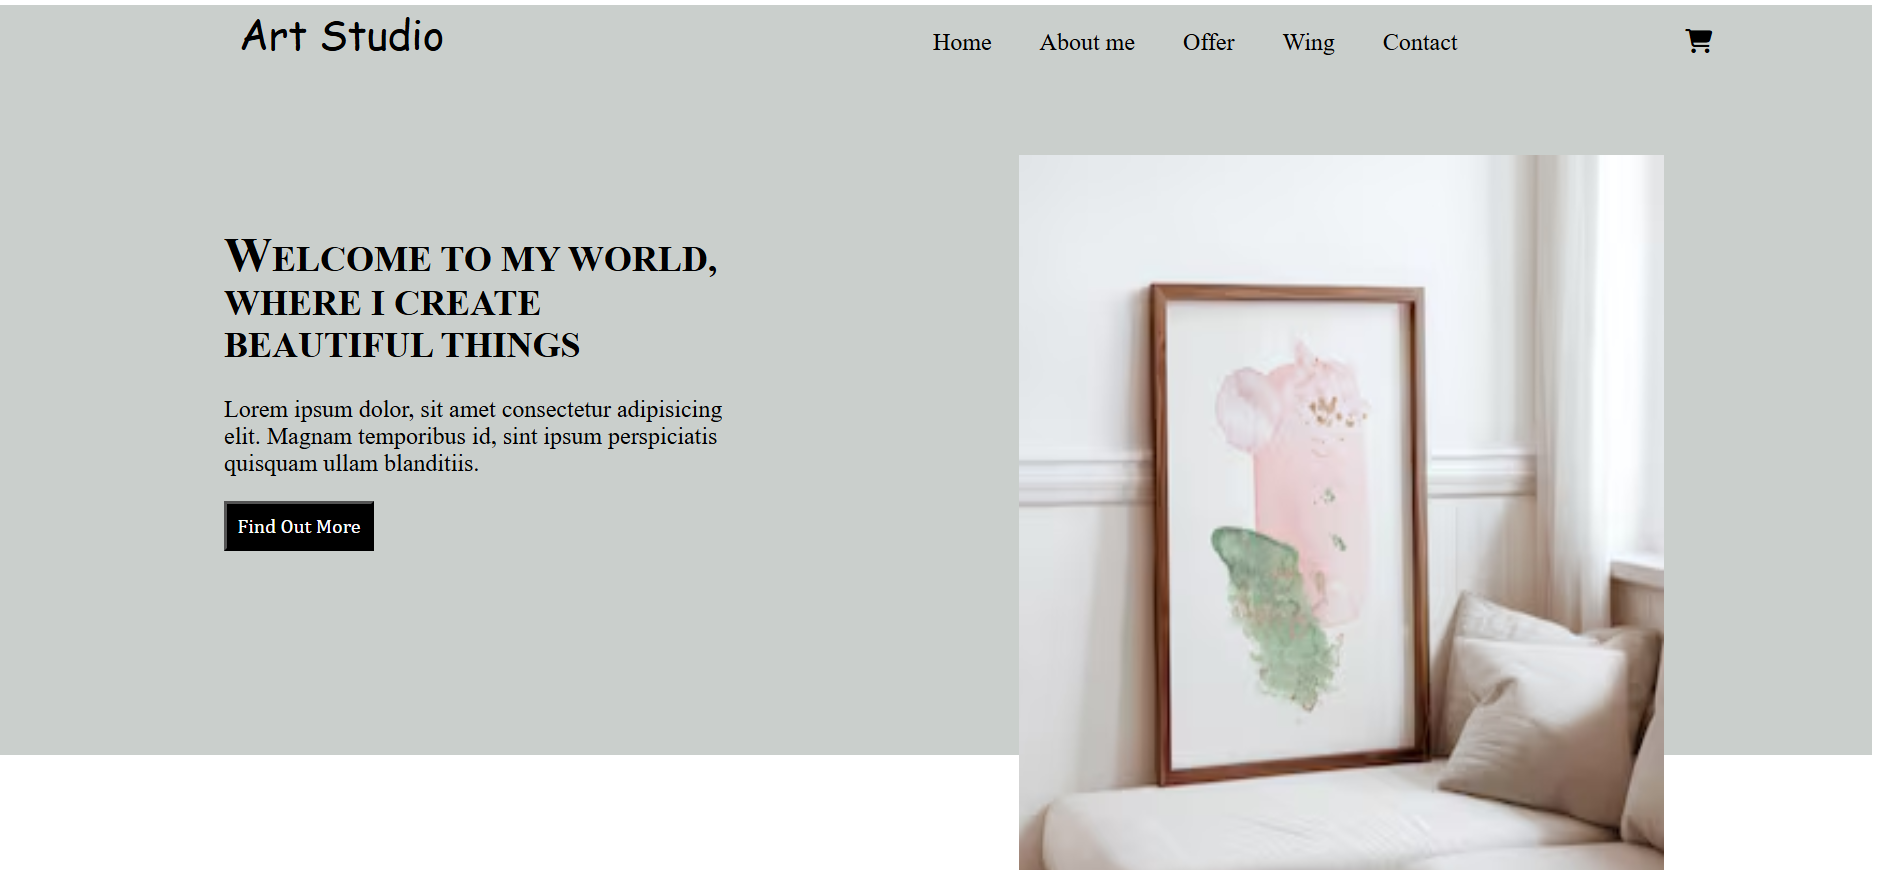 Art Studio
Home About me Offer Wing Contact
WELCOME TO MY WORLD,
WHERE I CREATE
BEAUTIFUL THINGS
Lorem ipsum dolor, sit amet consectetur adipisicing
elit. Magnam temporibus id, sint ipsum perspiciatis
quisquam ullam blanditiis.
Find Out More